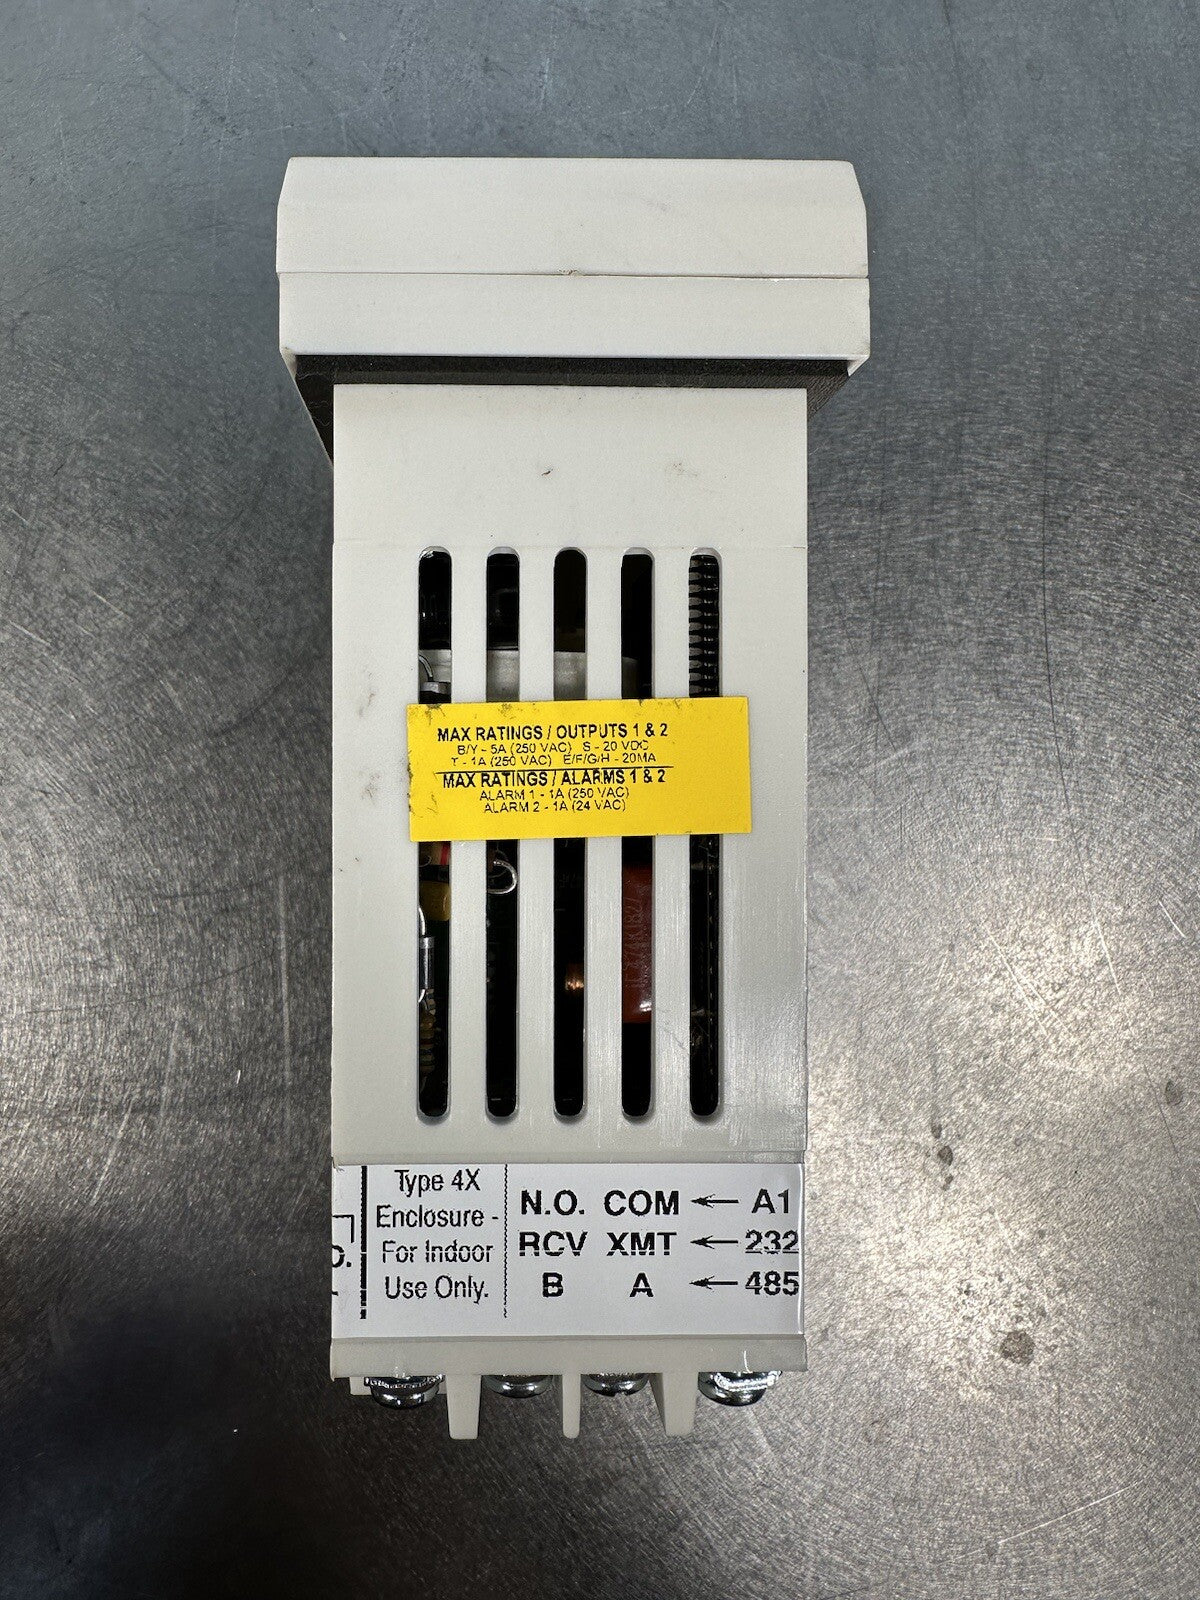 MAX RATINGS / OUTPUTS 1 & 2
B/Y - 5A (250 VAC) S - 20 VDC
T - 1A (250 VAC) E/F/G/H - 20MA
MAX RATINGS / ALARMS 1 & 2
ALARM 1 - 1A (250 VAC)
ALARM 2 - 1A (24 VAC)
Type 4X
Enclosure -
For Indoor
Use Only.
N.O. COM ← A1
RCV XMT ← 232
B A ← 485